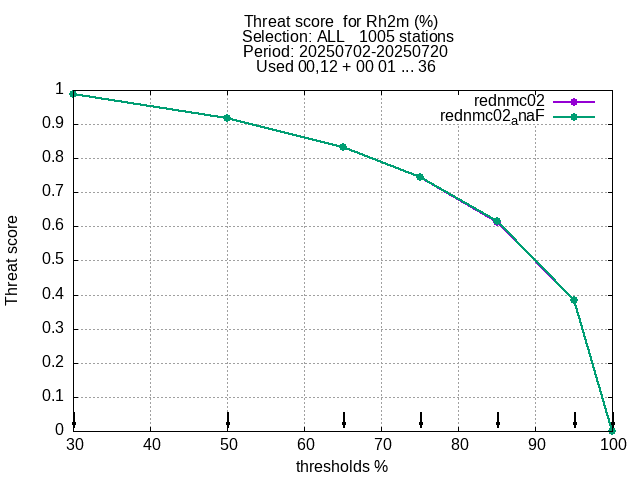 Threat score  for Rh2m (%)
Selection: ALL   1005 stations
Period: 20250702-20250720
Used 00,12 + 00 01 ... 36
rednmc02
rednmc02anaF
1
0.9
0.8
0.7
0.6
0.5
0.4
0.3
0.2
0.1
0
Threat score
30 40 50 60 70 80 90 100
thresholds %